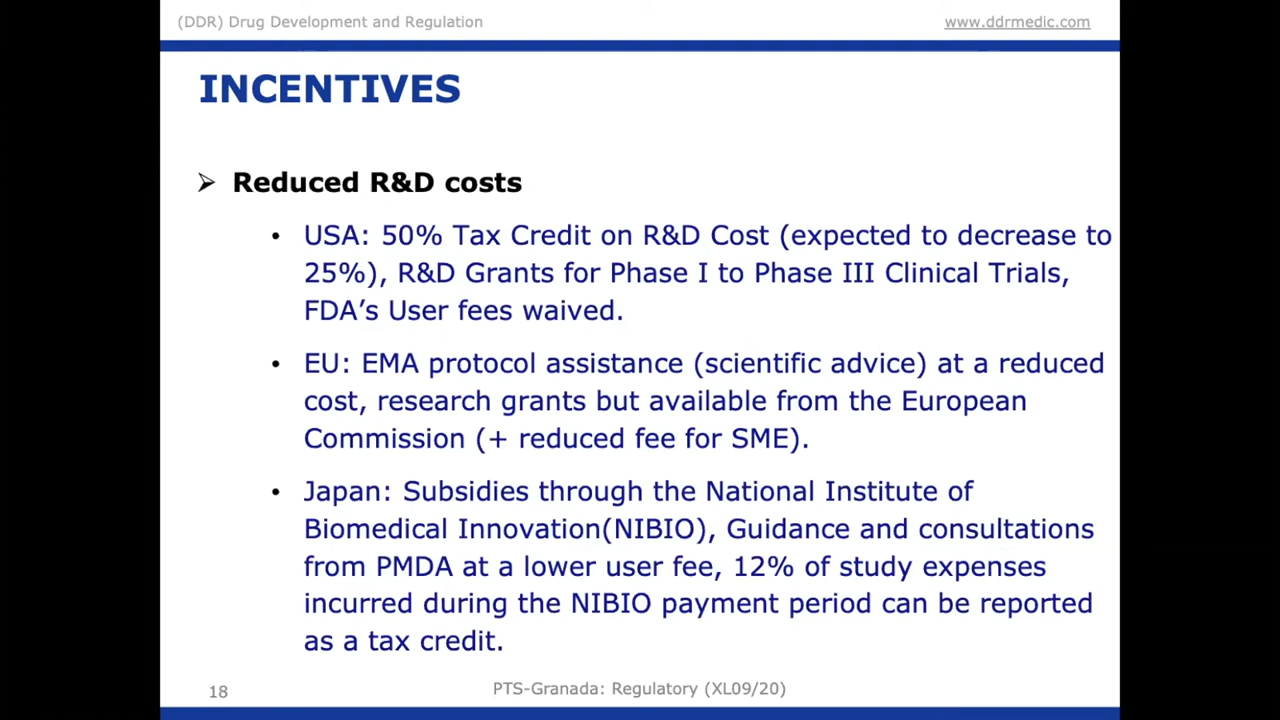 (DDR) Drug Development and Regulation
www.ddrmedic.com
INCENTIVES
➢ Reduced R&D costs
• USA: 50% Tax Credit on R&D Cost (expected to decrease to
25%), R&D Grants for Phase I to Phase III Clinical Trials,
FDA’s User fees waived.
• EU: EMA protocol assistance (scientific advice) at a reduced
cost, research grants but available from the European
Commission (+ reduced fee for SME).
• Japan: Subsidies through the National Institute of
Biomedical Innovation(NIBIO), Guidance and consultations
from PMDA at a lower user fee, 12% of study expenses
incurred during the NIBIO payment period can be reported
as a tax credit.
18
PTS-Granada: Regulatory (XL09/20)